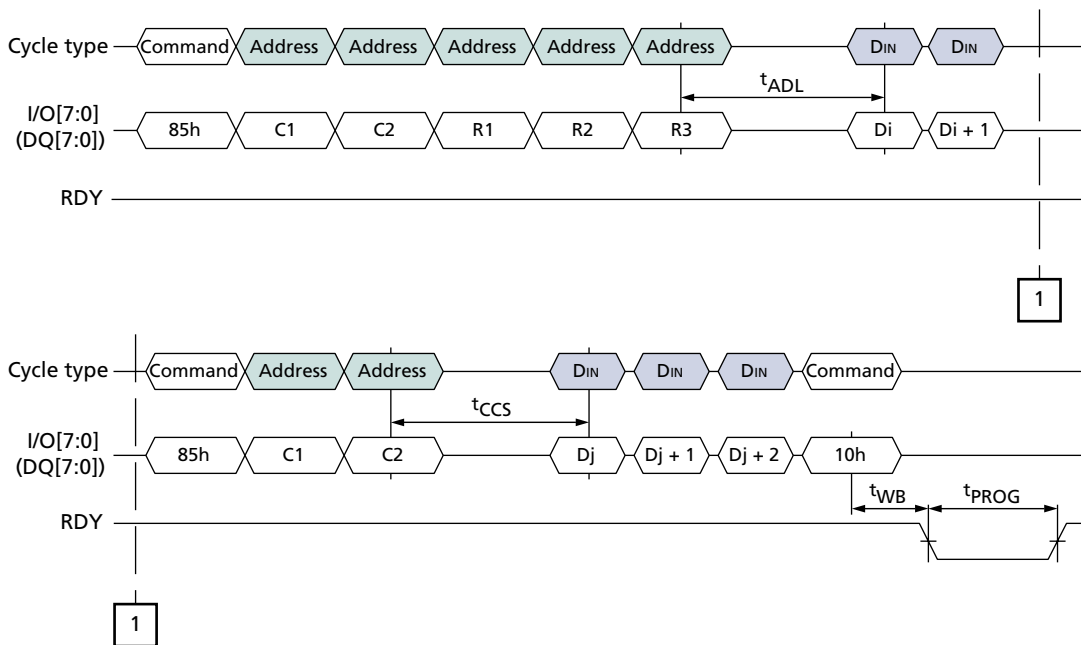 Cycle type Command Address Address Address Address Address DIN DIN
tADL
I/O[7:0]
(DQ[7:0])
85h C1 C2 R1 R2 R3 Di Di + 1
RDY
1
Cycle type Command Address Address DIN DIN DIN Command
tCCS
I/O[7:0]
(DQ[7:0])
85h C1 C2 Dj Dj + 1 Dj + 2 10h
tWB tPROG
RDY
1